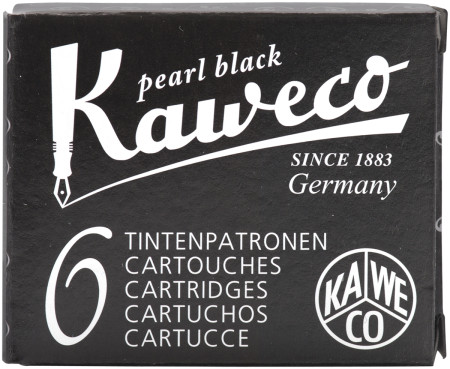 pearl black
Kaweco
SINCE 1883
Germany
6
TINTENPATRONEN
CARTOUCHES
CARTRIDGES
CARTUCHOS
CARTUCCE
KA WE
CO